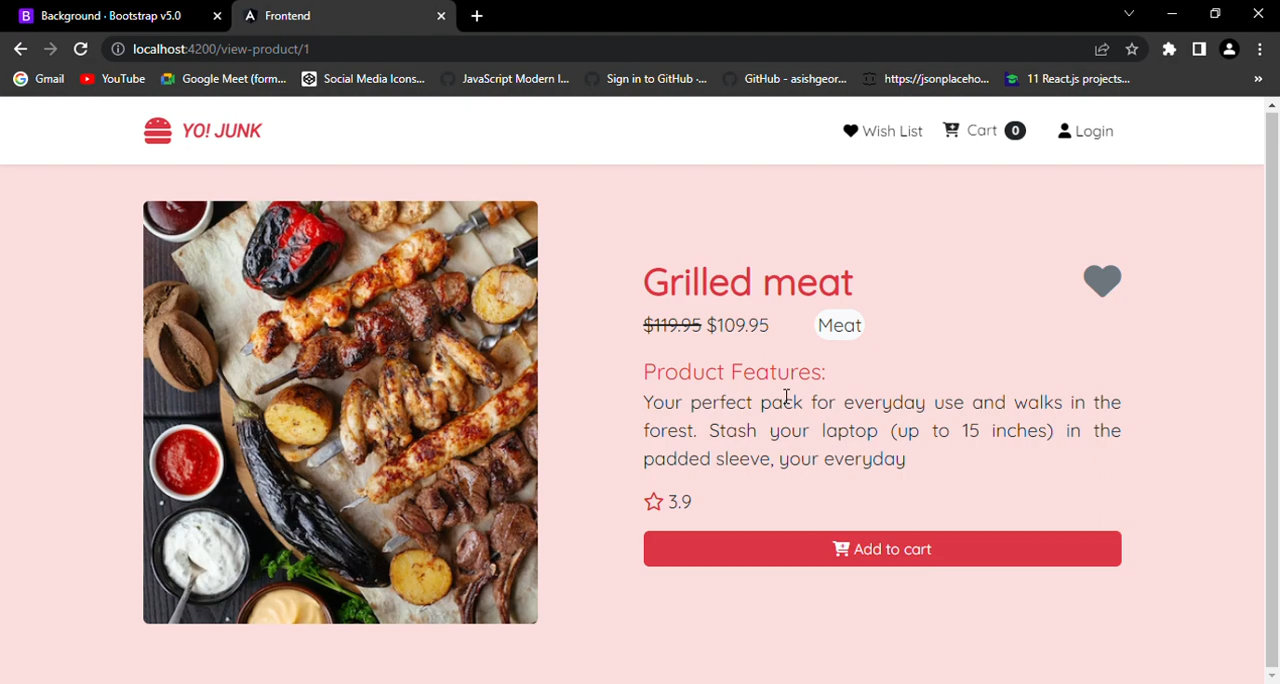 Background · Bootstrap v5.0
Frontend
localhost:4200/view-product/1
Gmail
YouTube
Google Meet (form...
Social Media Icons...
JavaScript Modern I...
Sign in to GitHub ·...
GitHub - asishgeor...
https://jsonplaceho...
11 React.js projects...
»
YO! JUNK
Wish List
Cart 0
Login
Grilled meat
$119.95 $109.95 Meat
Product Features:
Your perfect pack for everyday use and walks in the
forest. Stash your laptop (up to 15 inches) in the
padded sleeve, your everyday
3.9
Add to cart